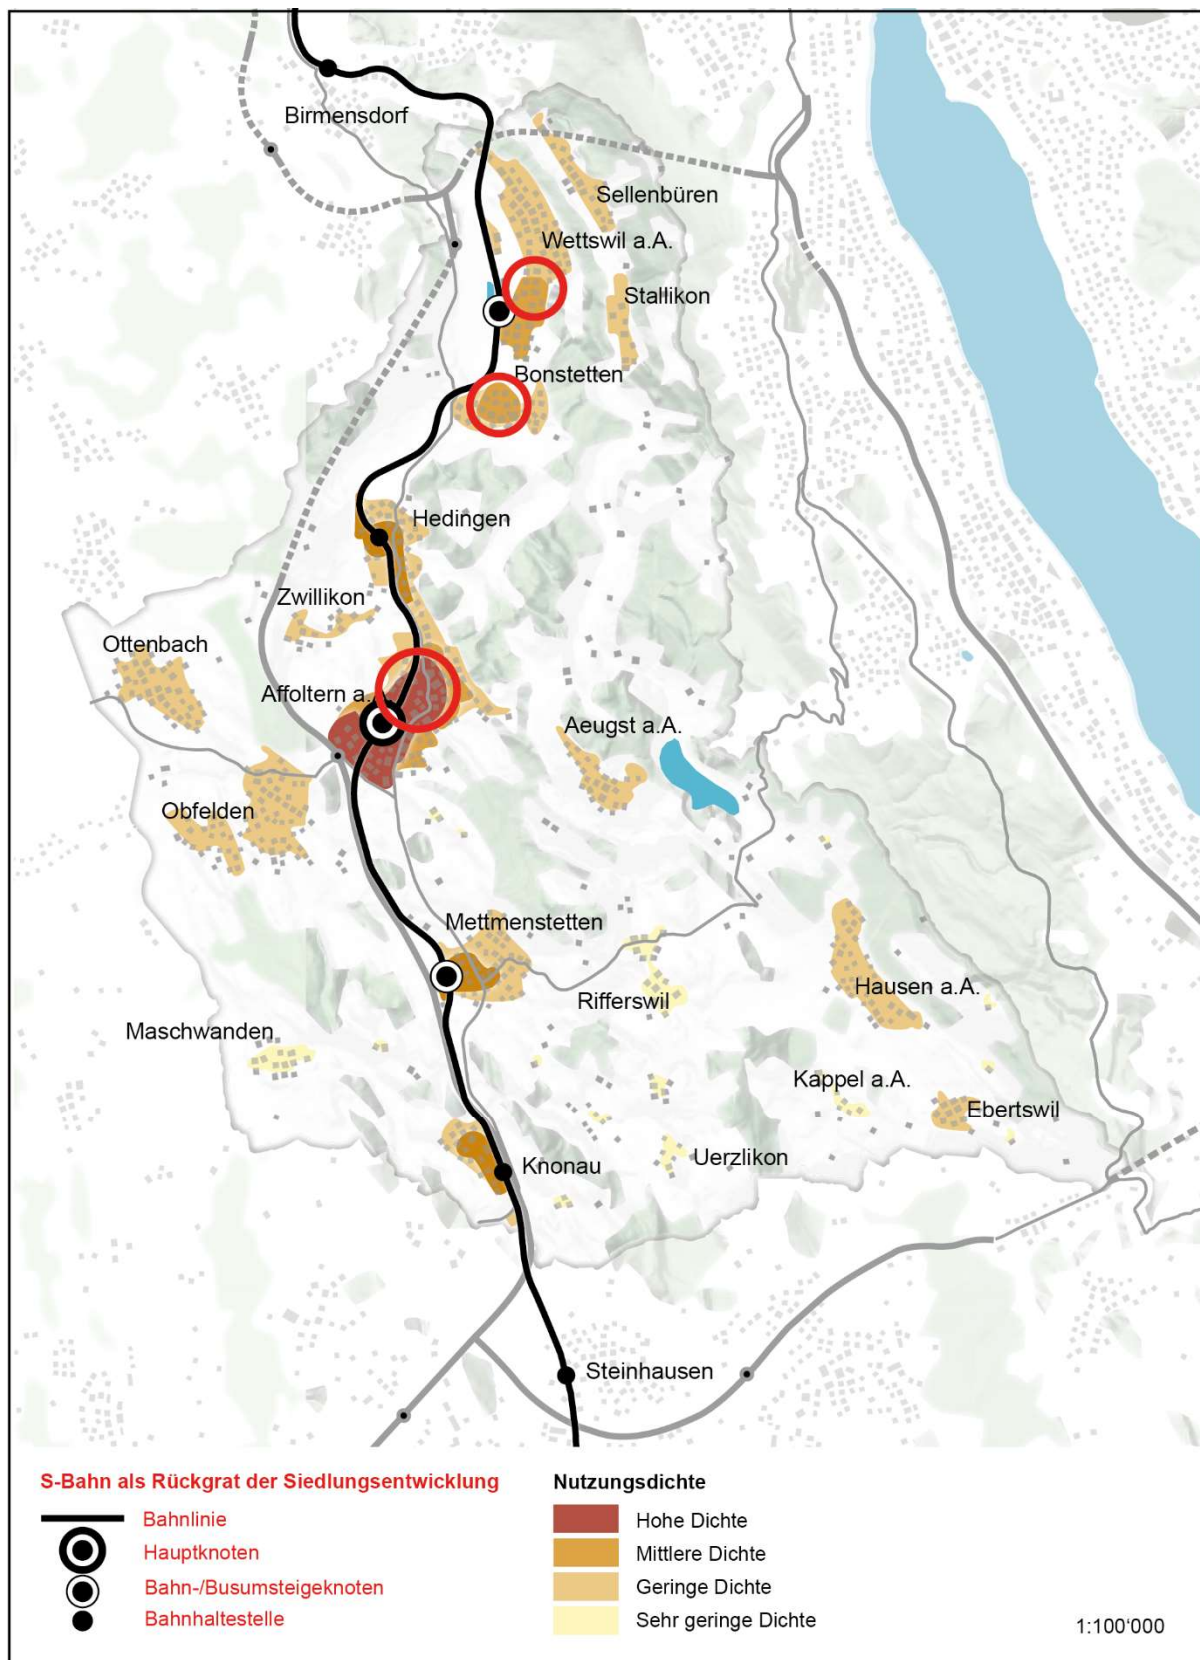 Birmensdorf
Sellenbüren
Wettswil a.A.
Stallikon
Bonstetten
Hedingen
Zwillikon
Ottenbach
Affoltern a.
Aeugst a.A.
Obfelden
Mettmenstetten
Rifferswil
Hausen a.A.
Maschwanden
Kappel a.A.
Ebertswil
Uerzlikon
Knonau
Steinhausen
S-Bahn als Rückgrat der Siedlungsentwicklung
Bahnlinie
Hauptknoten
Bahn-/Busumsteigeknoten
Bahnhaltestelle
Nutzungsdichte
Hohe Dichte
Mittlere Dichte
Geringe Dichte
Sehr geringe Dichte
1:100'000